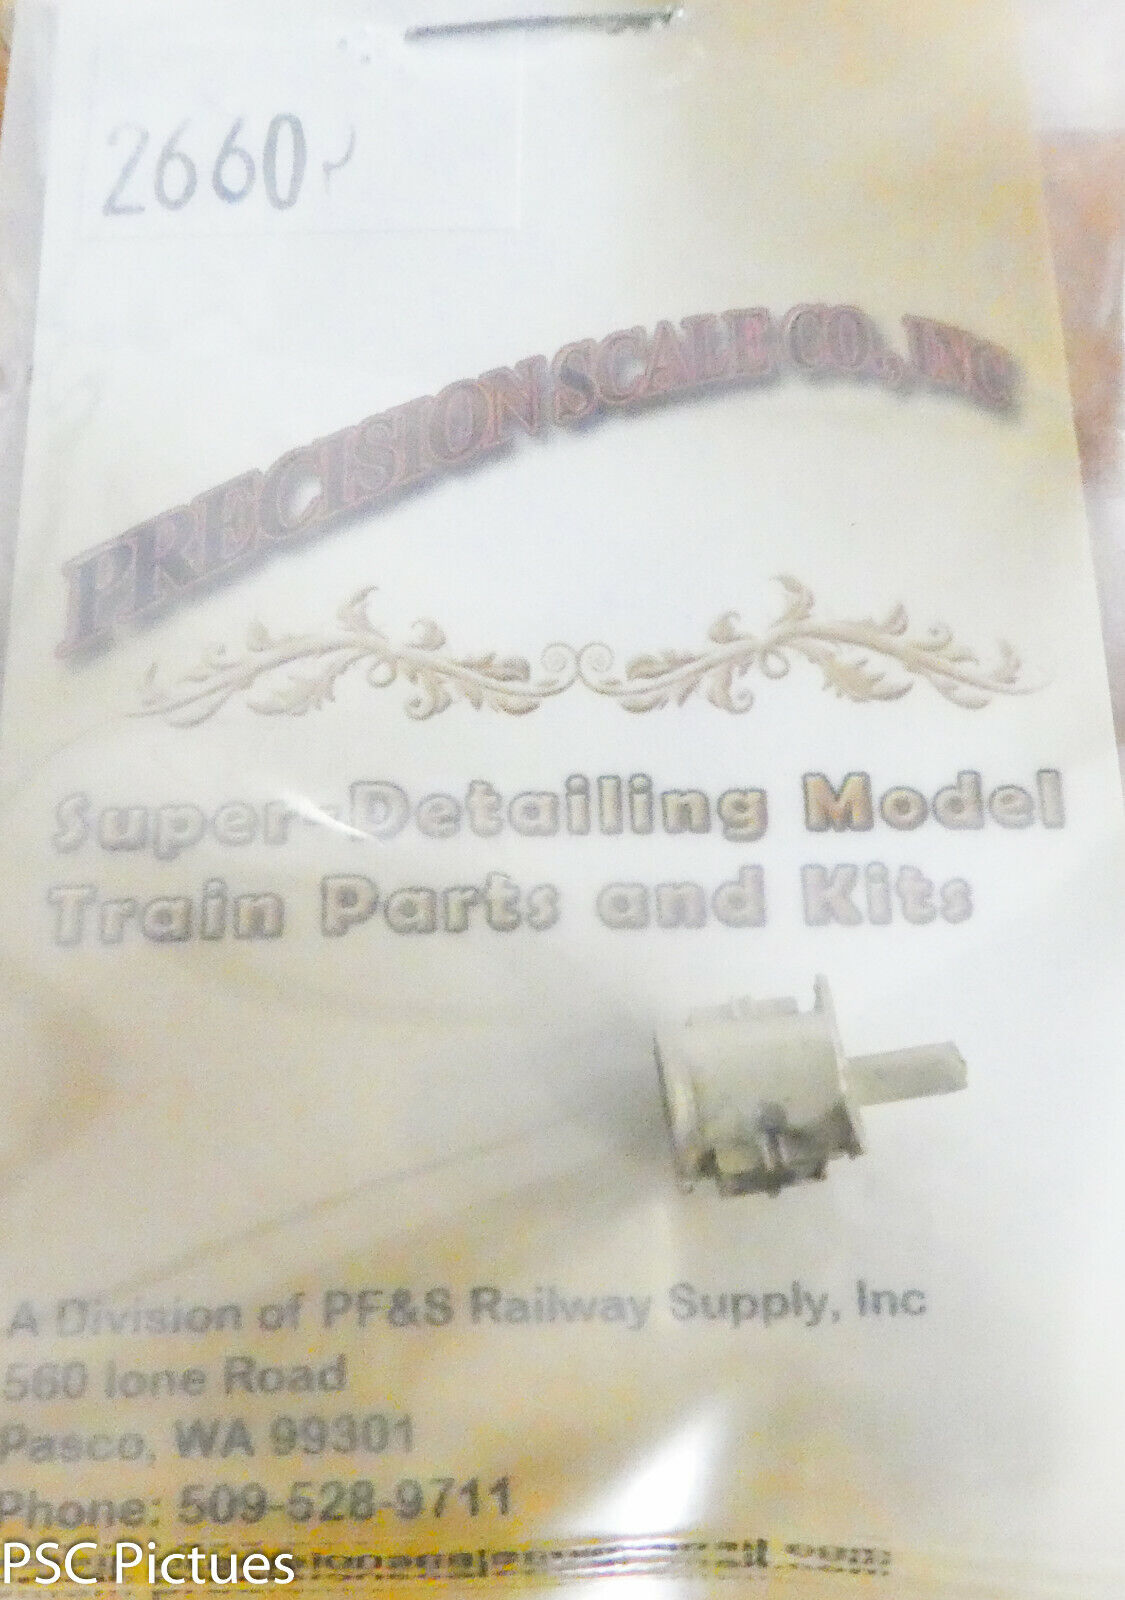 2660
PRECISION SCALE CO., INC
Super-Detailing Model
Train Parts and Kits
A Division of PF&S Railway Supply, Inc
560 Ione Road
Pasco, WA 99301
Phone: 509-528-9711
PSC Pictues